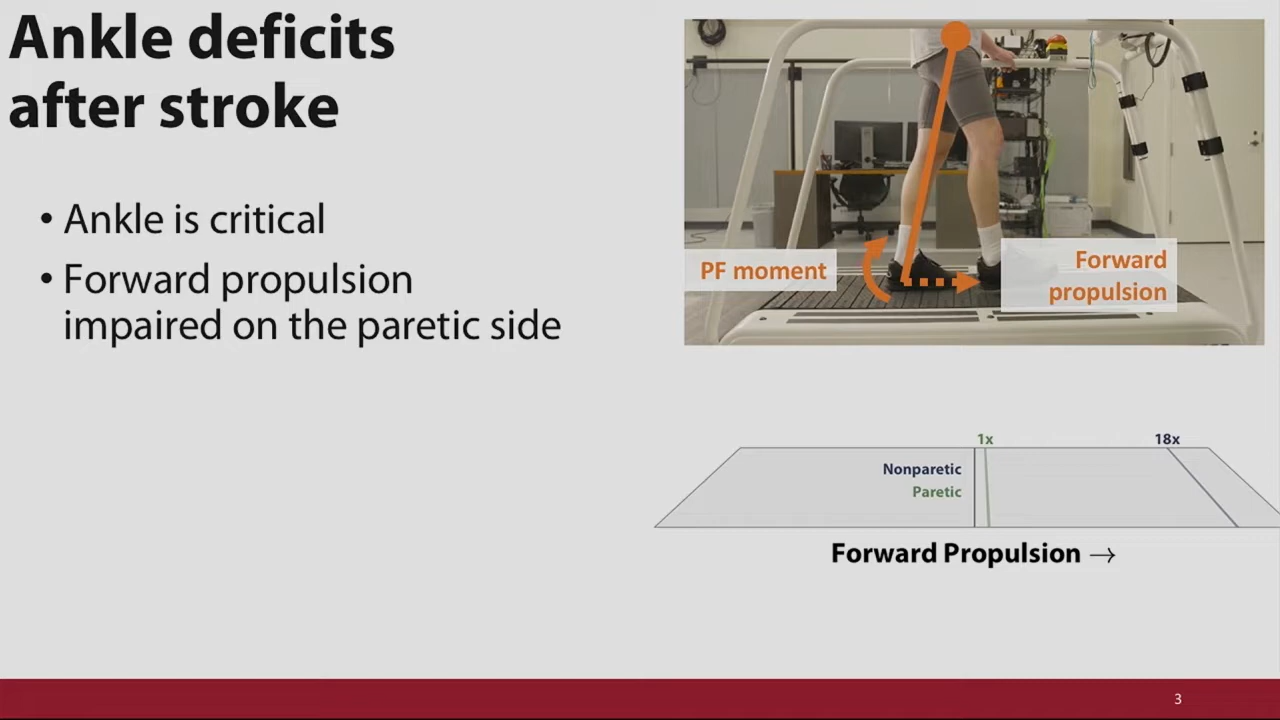 Ankle deficits
after stroke
• Ankle is critical
• Forward propulsion
impaired on the paretic side
PF moment
Forward
propulsion
1x
18x
Nonparetic
Paretic
Forward Propulsion →
3